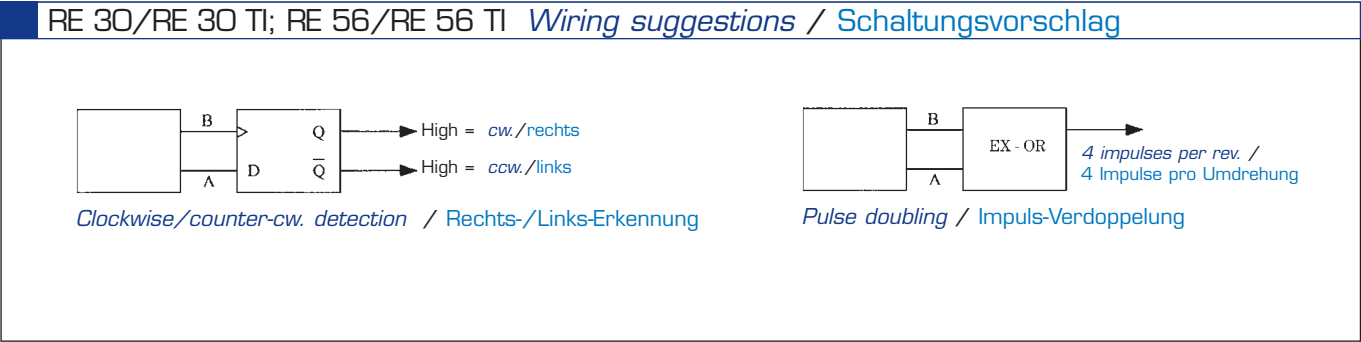 RE 30/RE 30 TI; RE 56/RE 56 TI Wiring suggestions / Schaltungsvorschlag
B
Q
High = cw./rechts
A
D
Q̅
High = ccw./links
Clockwise/counter-cw. detection / Rechts-/Links-Erkennung
B
EX - OR
A
4 impulses per rev. /
4 Impulse pro Umdrehung
Pulse doubling / Impuls-Verdoppelung